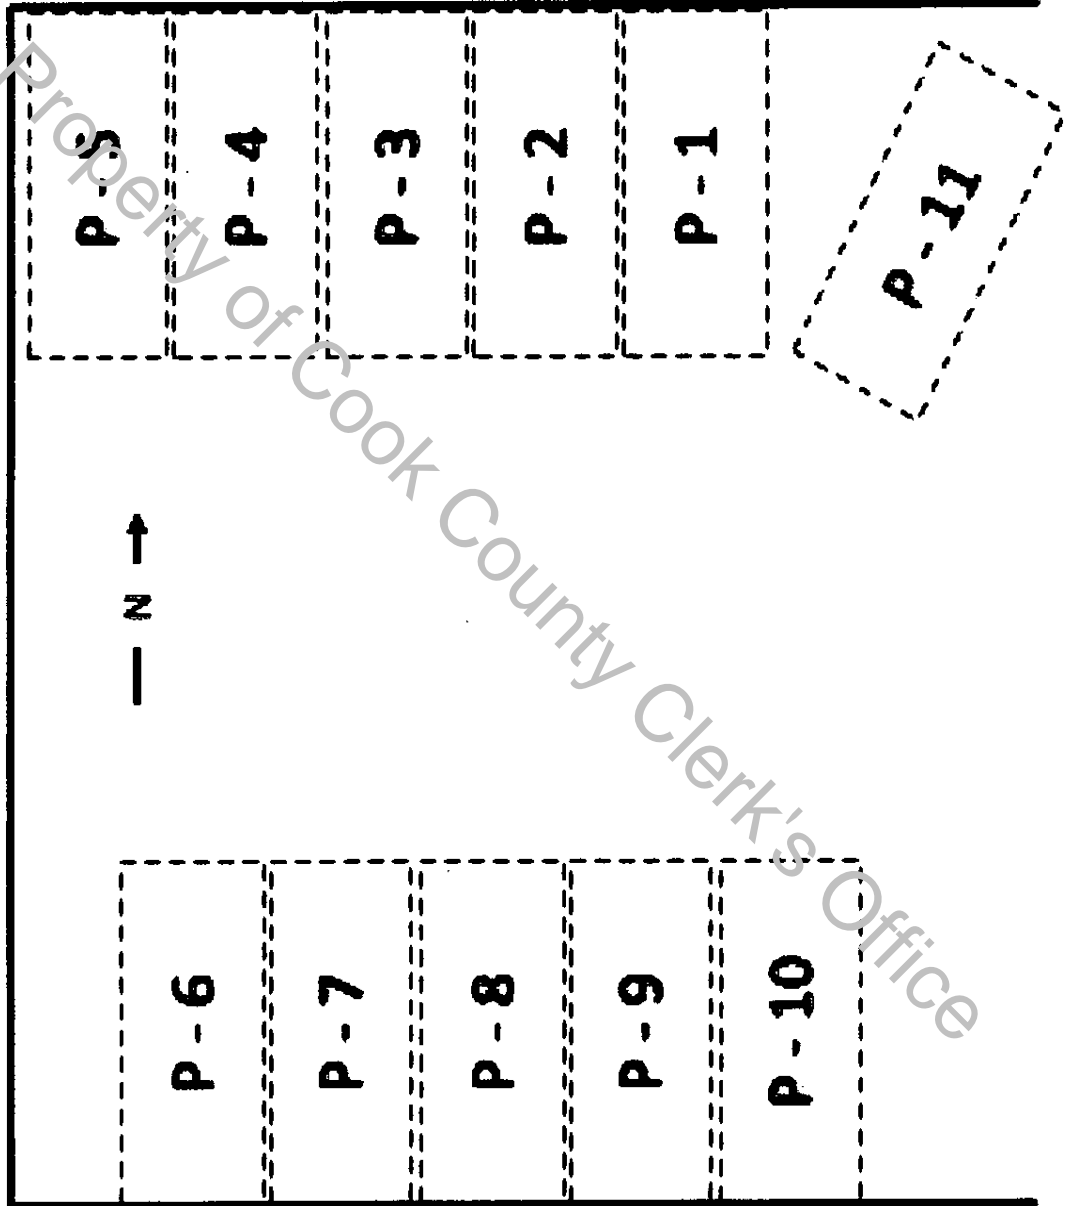 P-5
P-4
P-3
P-2
P-1
P-11
N
P-6
P-7
P-8
P-9
P-10
Property of Cook County Clerk's Office